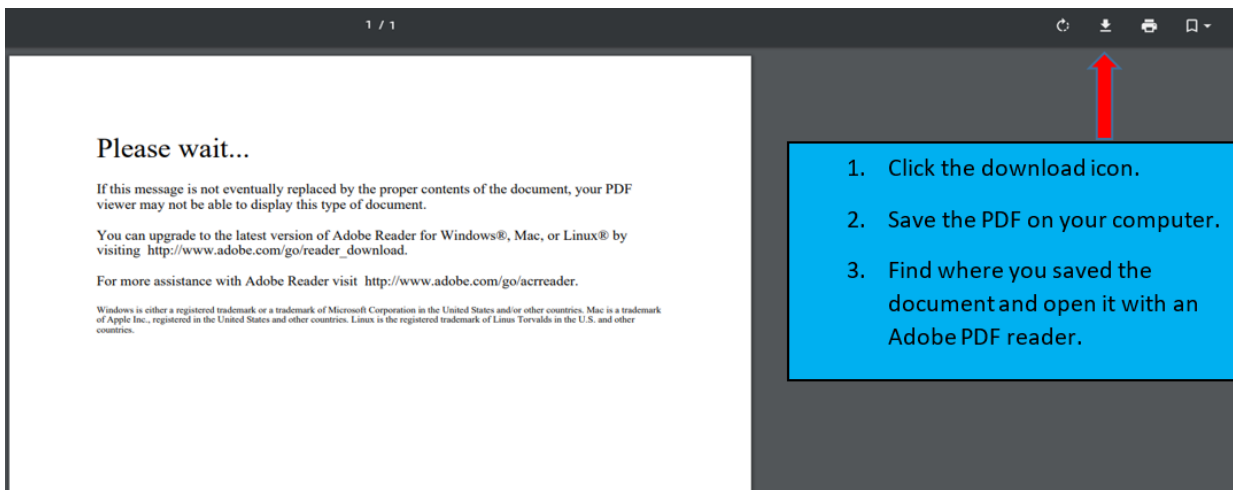 1 / 1
Please wait...
If this message is not eventually replaced by the proper contents of the document, your PDF
viewer may not be able to display this type of document.
You can upgrade to the latest version of Adobe Reader for Windows®, Mac, or Linux® by
visiting http://www.adobe.com/go/reader_download.
For more assistance with Adobe Reader visit http://www.adobe.com/go/acrreader.
Windows is either a registered trademark or a trademark of Microsoft Corporation in the United States and/or other countries. Mac is a trademark
of Apple Inc., registered in the United States and other countries. Linux is the registered trademark of Linus Torvalds in the U.S. and other
countries.
1. Click the download icon.
2. Save the PDF on your computer.
3. Find where you saved the
document and open it with an
Adobe PDF reader.